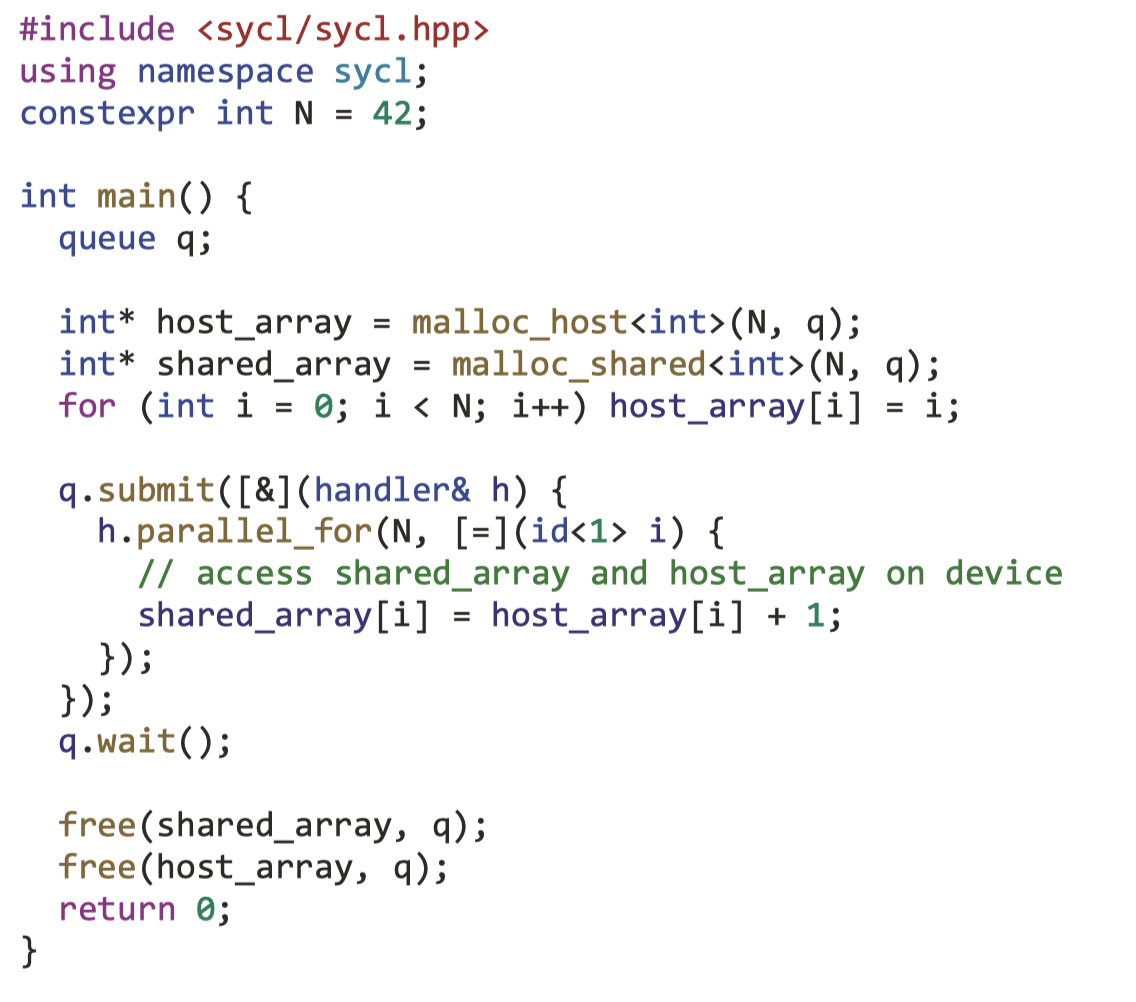 #include <sycl/sycl.hpp>
using namespace sycl;
constexpr int N = 42;

int main() {
  queue q;

  int* host_array = malloc_host<int>(N, q);
  int* shared_array = malloc_shared<int>(N, q);
  for (int i = 0; i < N; i++) host_array[i] = i;

  q.submit([&](handler& h) {
    h.parallel_for(N, [=](id<1> i) {
      // access shared_array and host_array on device
      shared_array[i] = host_array[i] + 1;
    });
  });
  q.wait();

  free(shared_array, q);
  free(host_array, q);
  return 0;
}